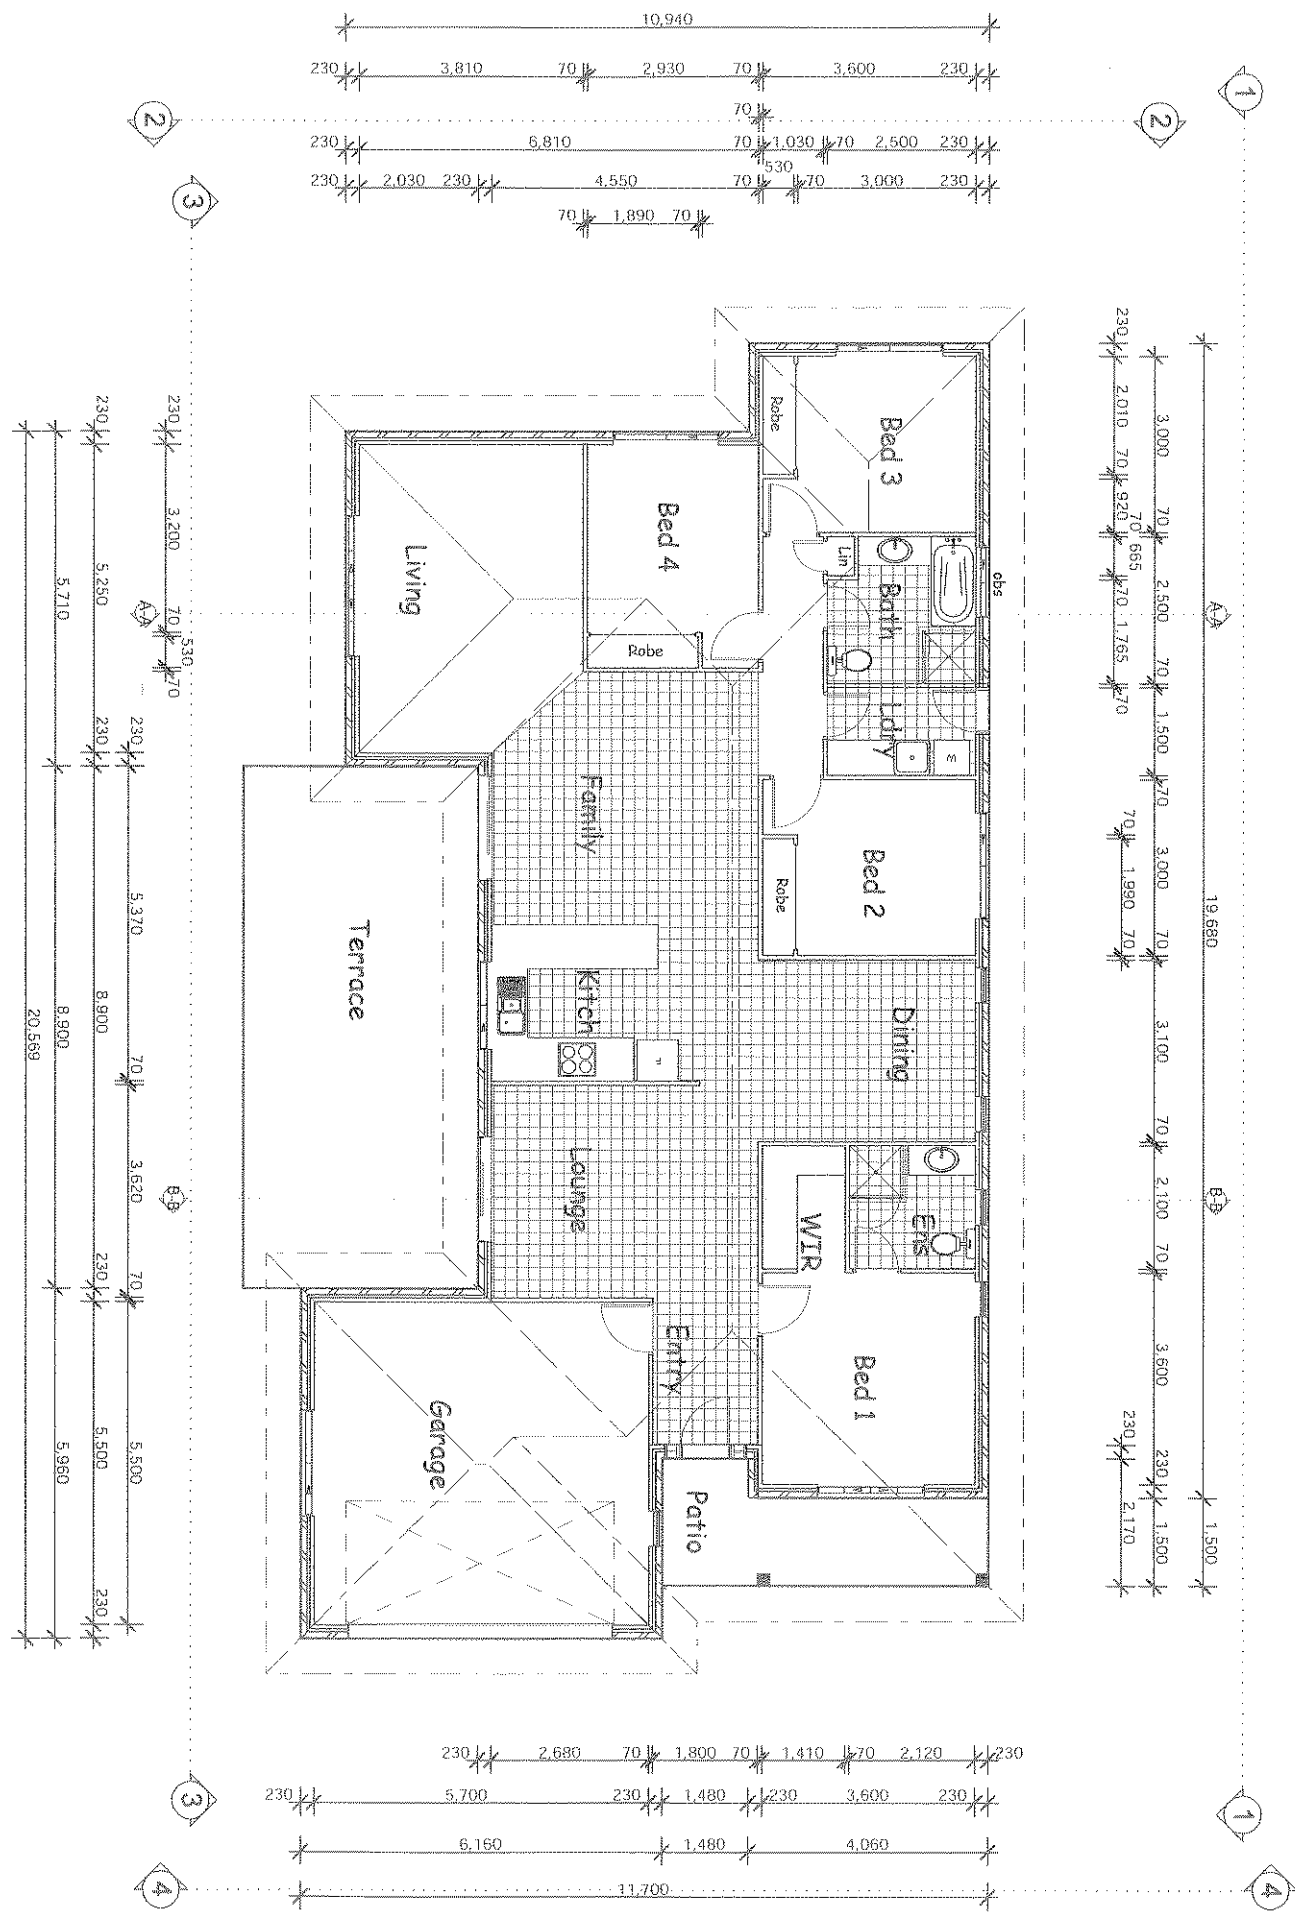 10,940
230 3,810 70 2,930 70 3,600 230
70
230 6,810 70 1,030 70 2,500 230
530
230 2,030 230 4,550 70 70 3,000 230
70 1,890 70
1
2
2
3
19,680 1,500
3,000 70 2,500 70 1,500 70 3,000 70 3,100 70 2,100 70 3,600 230 1,500
230 2,010 70 920 70 665 70 1,765 70
70 1,990 70
230 2,170
A-A
B-B
obs
Robe
Bed 3
Bed 4
Lin
Bath
Living
Robe
Ldry
Family
Robe
Bed 2
Terrace
Kitch
F
Dining
Lounge
WIR
Ens
Entry
Bed 1
Garage
Patio
A-A
B-B
230 3,200 70 530 70
230 5,370 70 3,620 70 5,500
230 5,250 230 8,900 230 5,500 230
5,710 8,900 5,960
20,569
230 2,680 70 1,800 70 1,410 70 2,120 230
230 5,700 230 1,480 230 3,600 230
6,160 1,480 4,060
11,700
3
1
4
4